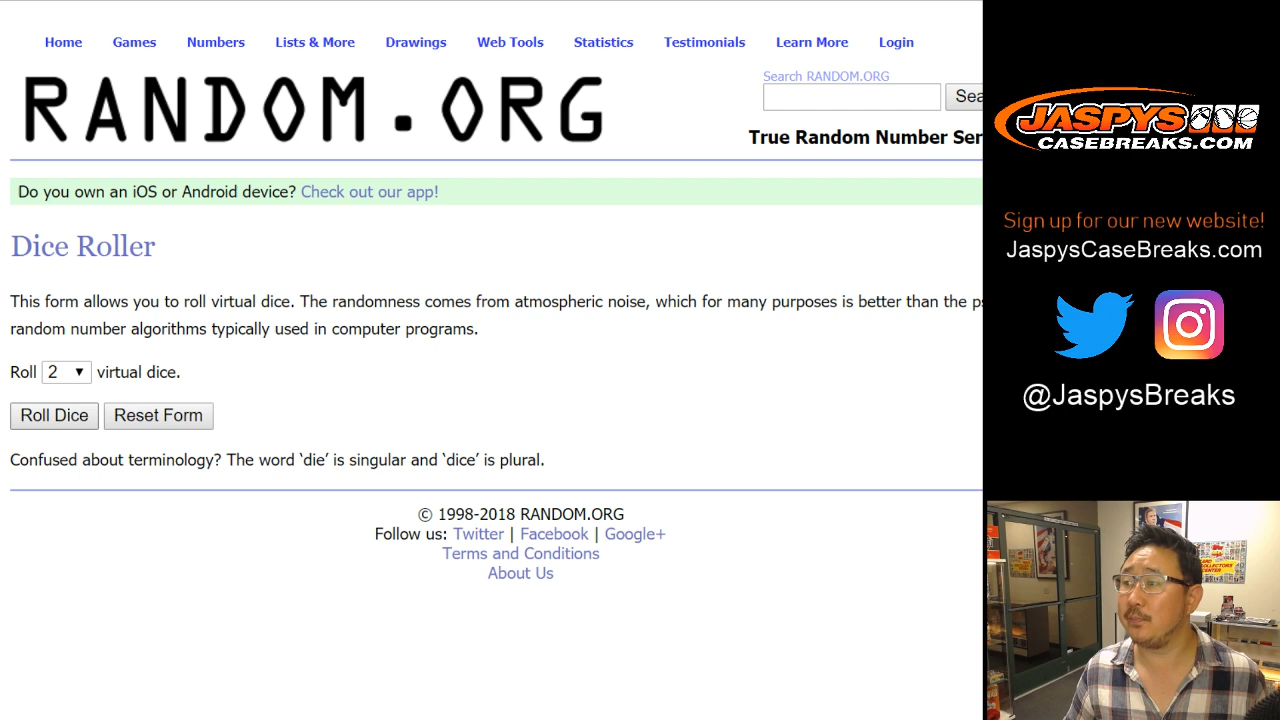 Home Games Numbers Lists & More Drawings Web Tools Statistics Testimonials Learn More Login
RANDOM.ORG
Search RANDOM.ORG
Sea
True Random Number Ser
Do you own an iOS or Android device? Check out our app!
Dice Roller
This form allows you to roll virtual dice. The randomness comes from atmospheric noise, which for many purposes is better than the ps
random number algorithms typically used in computer programs.
Roll 2 virtual dice.
Roll Dice Reset Form
Confused about terminology? The word ‘die’ is singular and ‘dice’ is plural.
© 1998-2018 RANDOM.ORG
Follow us: Twitter | Facebook | Google+
Terms and Conditions
About Us
JASPYS
CASEBREAKS.COM
Sign up for our new website!
JaspysCaseBreaks.com
@JaspysBreaks
COLLECTORS
CENTER